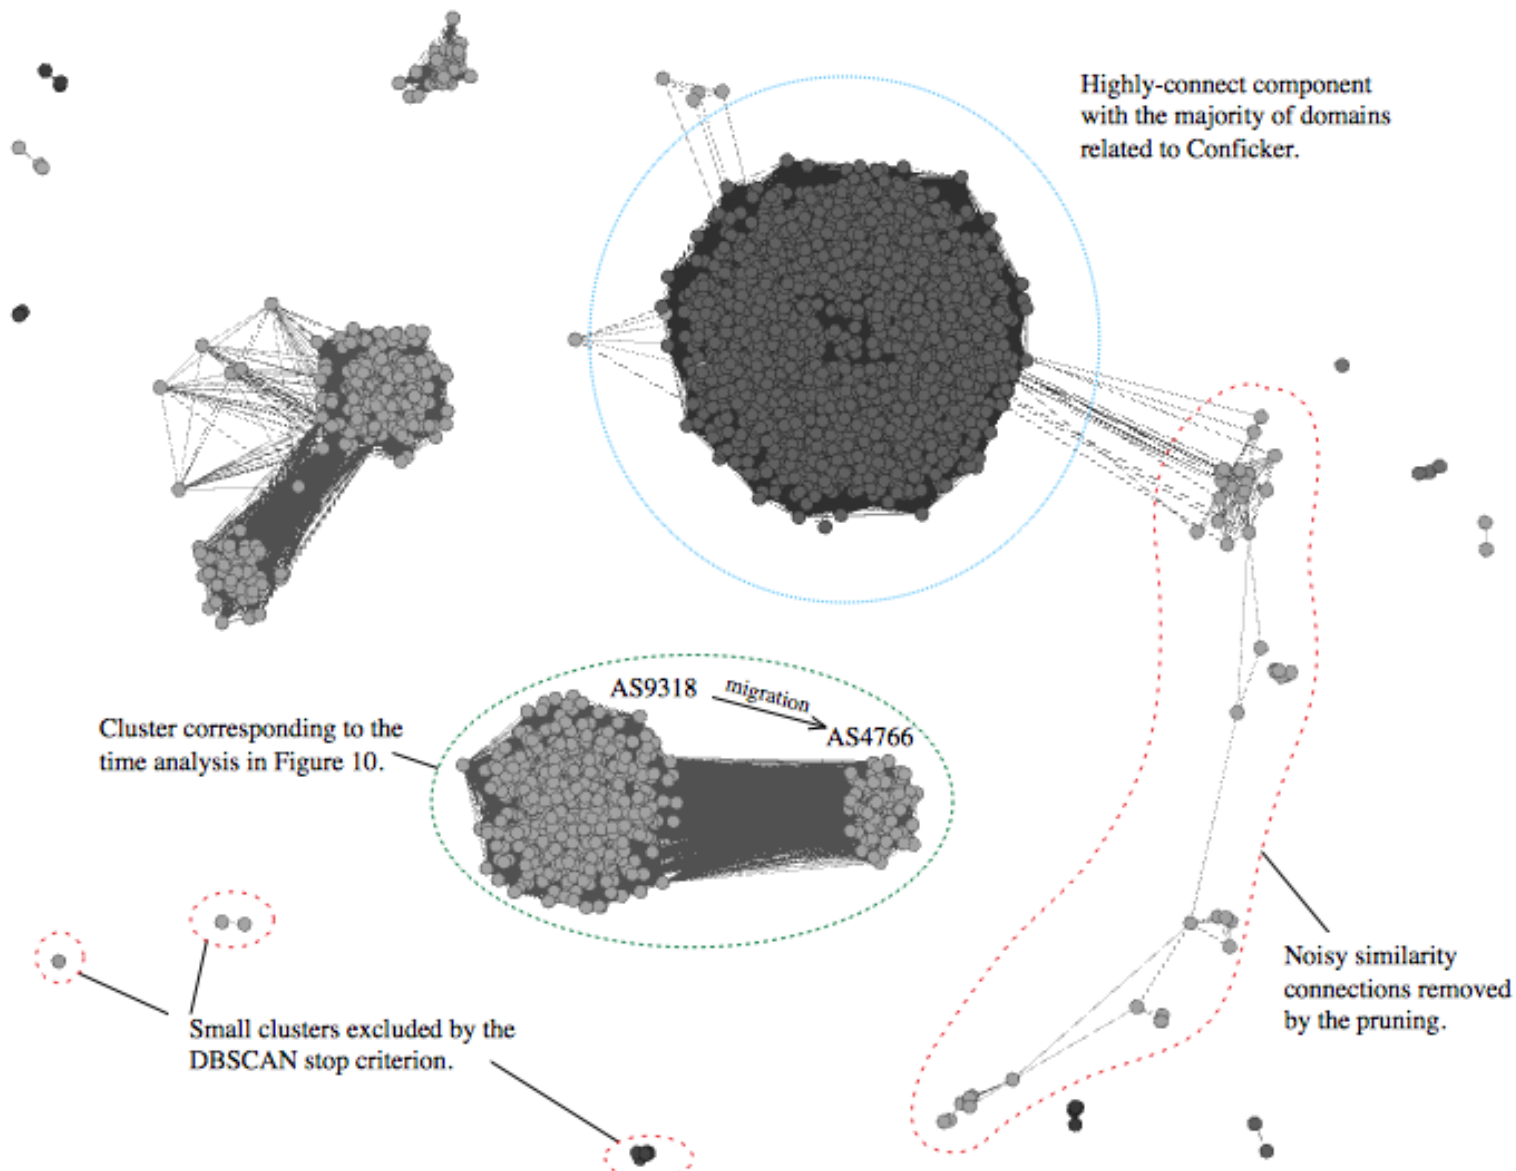 Highly-connect component
with the majority of domains
related to Conficker.
AS9318
migration
AS4766
Cluster corresponding to the
time analysis in Figure 10.
Noisy similarity
connections removed
by the pruning.
Small clusters excluded by the
DBSCAN stop criterion.